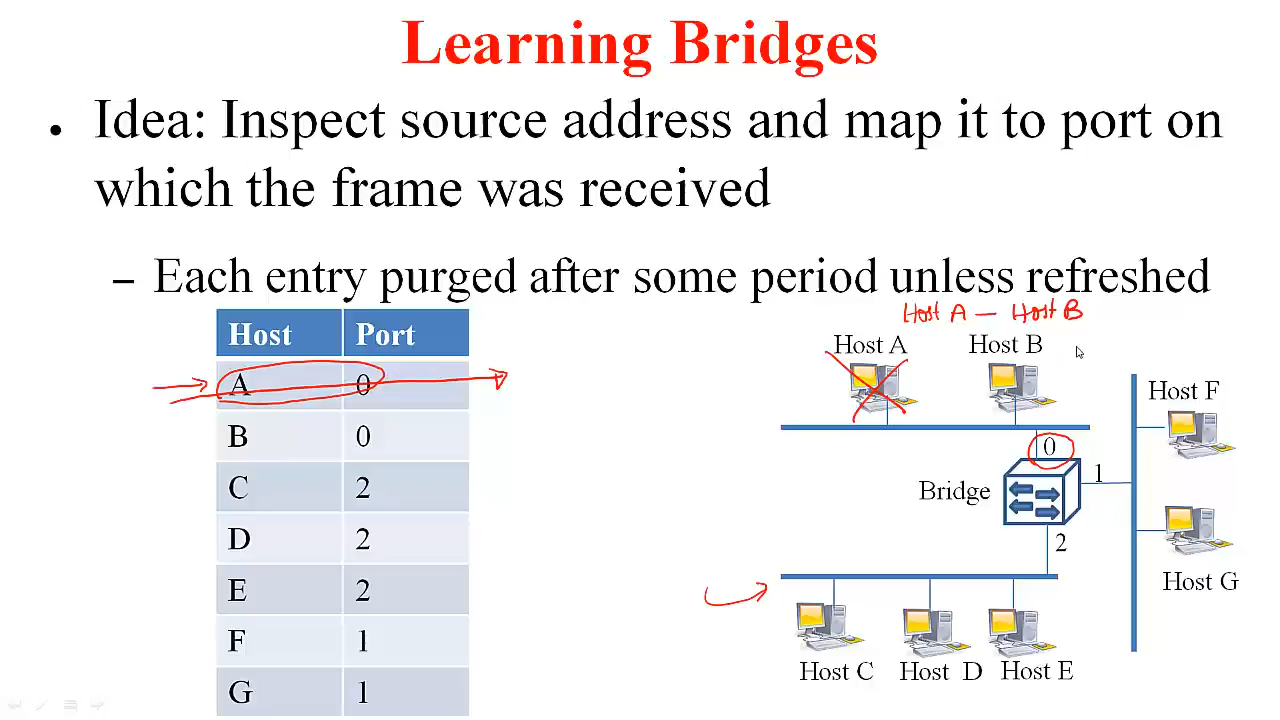 Learning Bridges
• Idea: Inspect source address and map it to port on
which the frame was received
– Each entry purged after some period unless refreshed
Host Port
A 0
B 0
C 2
D 2
E 2
F 1
G 1
Host A – Host B
Host A Host B
Host F
0
Bridge
1
2
Host G
Host C Host D Host E